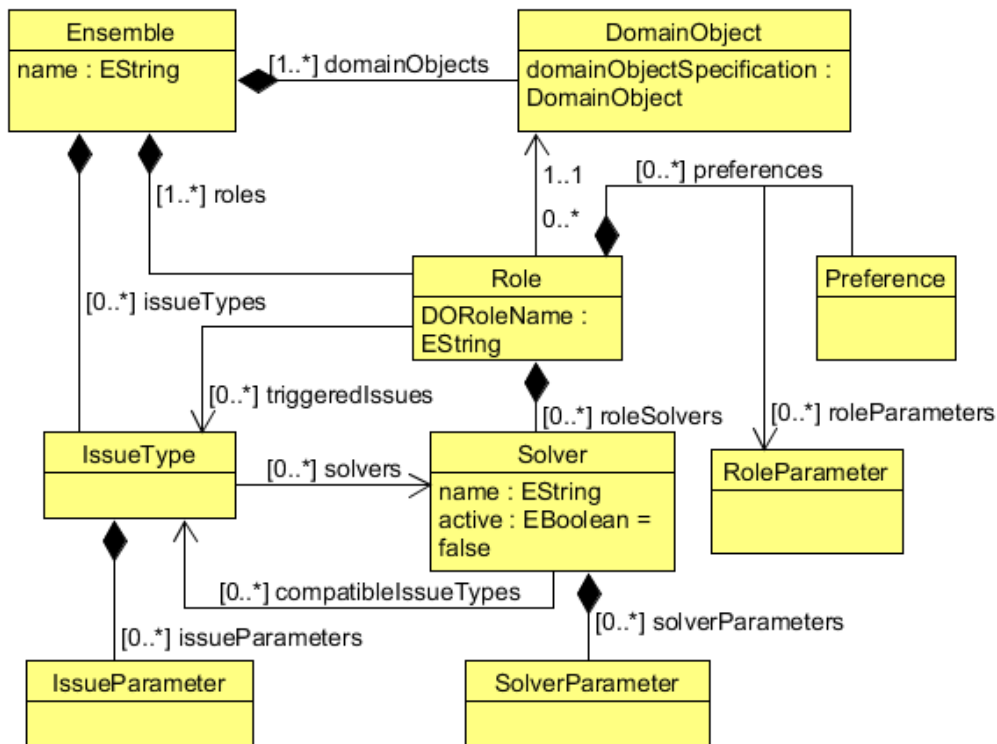 Ensemble
name : EString
[1..*] domainObjects
DomainObject
domainObjectSpecification :
DomainObject
[1..*] roles
1..1
0..*
[0..*] preferences
Role
DORoleName :
EString
Preference
[0..*] issueTypes
[0..*] triggeredIssues
[0..*] roleSolvers
[0..*] roleParameters
IssueType
[0..*] solvers
Solver
name : EString
active : EBoolean =
false
RoleParameter
[0..*] compatibleIssueTypes
[0..*] issueParameters
[0..*] solverParameters
IssueParameter
SolverParameter